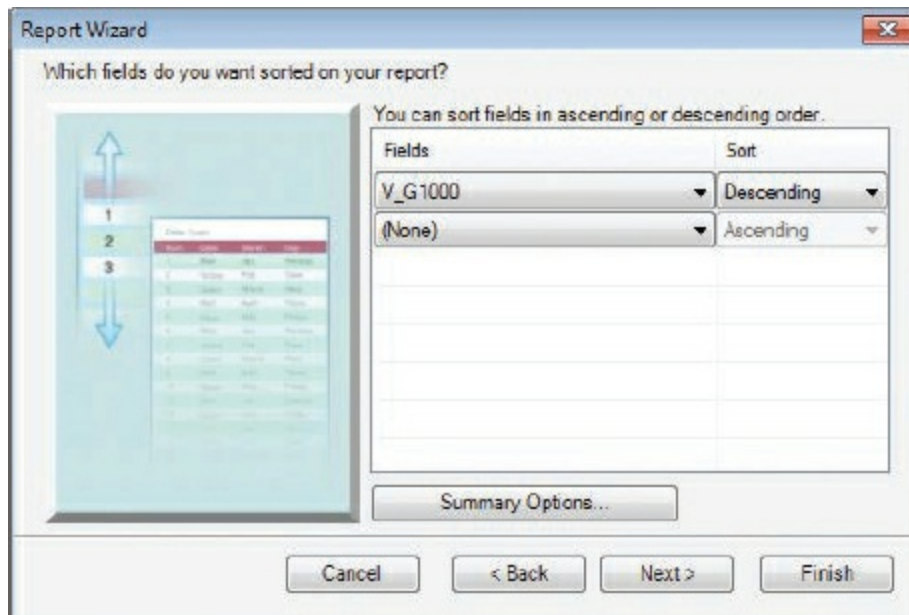 Report Wizard
Which fields do you want sorted on your report?
You can sort fields in ascending or descending order.
Fields Sort
V_G1000 Descending
(None) Ascending
1
2
3
Summary Options...
Cancel < Back Next > Finish